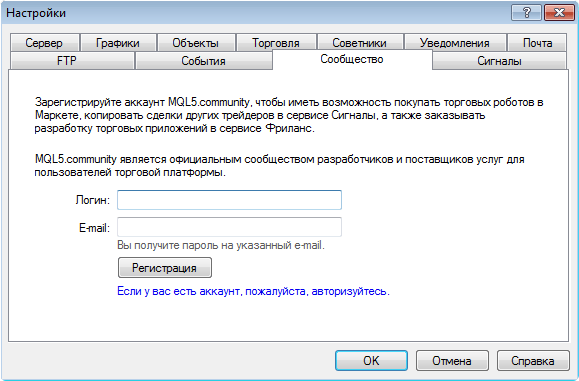 Настройки
Сервер Графики Объекты Торговля Советники Уведомления Почта
FTP События Сообщество Сигналы
Зарегистрируйте аккаунт MQL5.community, чтобы иметь возможность покупать торговых роботов в
Маркете, копировать сделки других трейдеров в сервисе Сигналы, а также заказывать
разработку торговых приложений в сервисе Фриланс.
MQL5.community является официальным сообществом разработчиков и поставщиков услуг для
пользователей торговой платформы.
Логин:
E-mail:
Вы получите пароль на указанный e-mail.
Регистрация
Если у вас есть аккаунт, пожалуйста, авторизуйтесь.
OK Отмена Справка